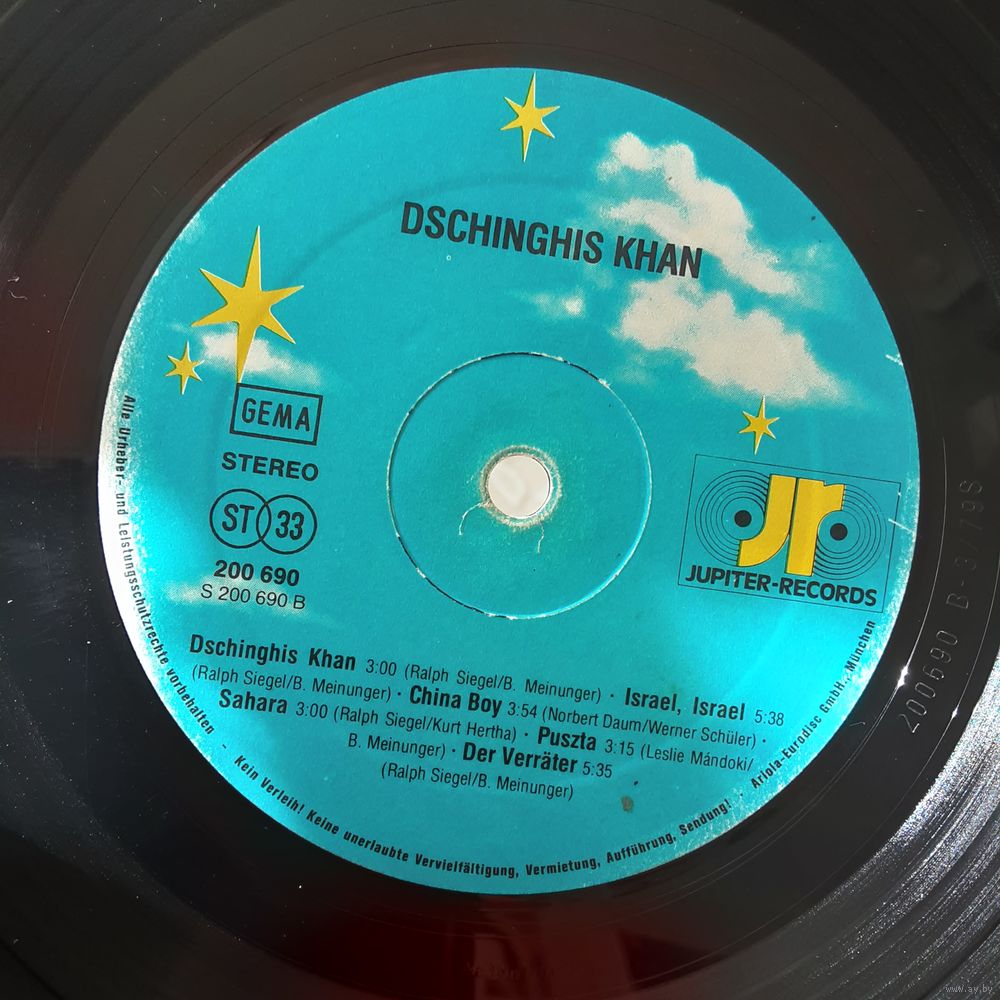 DSCHINGHIS KHAN
GEMA
STEREO
ST 33
200 690
S 200 690 B
JR
JUPITER-RECORDS
Dschinghis Khan 3:00 (Ralph Siegel/B. Meinunger) · Israel, Israel 5:38
(Ralph Siegel/B. Meinunger) · China Boy 3:54 (Norbert Daum/Werner Schüler) ·
Sahara 3:00 (Ralph Siegel/Kurt Hertha) · Puszta 3:15 (Leslie Mándoki/
B. Meinunger) · Der Verräter 5:35
(Ralph Siegel/B. Meinunger)
Alle Urheber- und Leistungsschutzrechte vorbehalten - Kein Verleih! Keine unerlaubte Vervielfältigung, Vermietung, Aufführung, Sendung! · Ariola-Eurodisc GmbH., München
200690 B-3/79S
www.ay.by